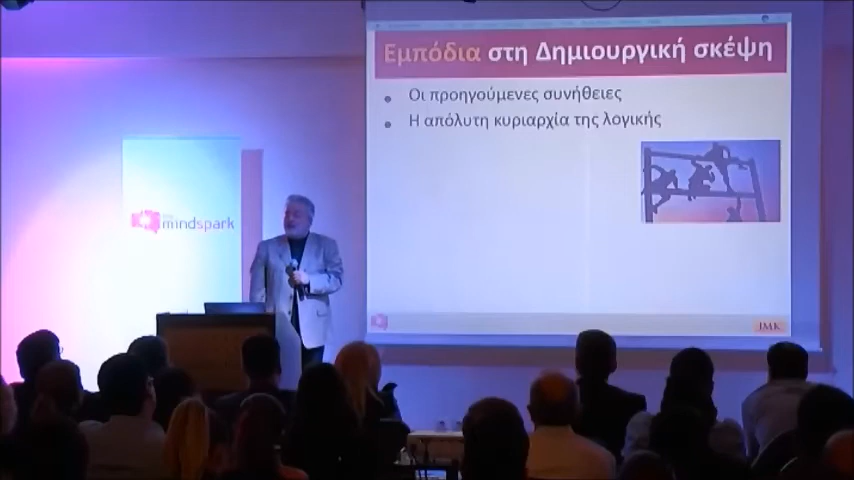 Εμπόδια στη Δημιουργική σκέψη
Οι προηγούμενες συνήθειες
Η απόλυτη κυριαρχία της λογικής
mindspark
JMK